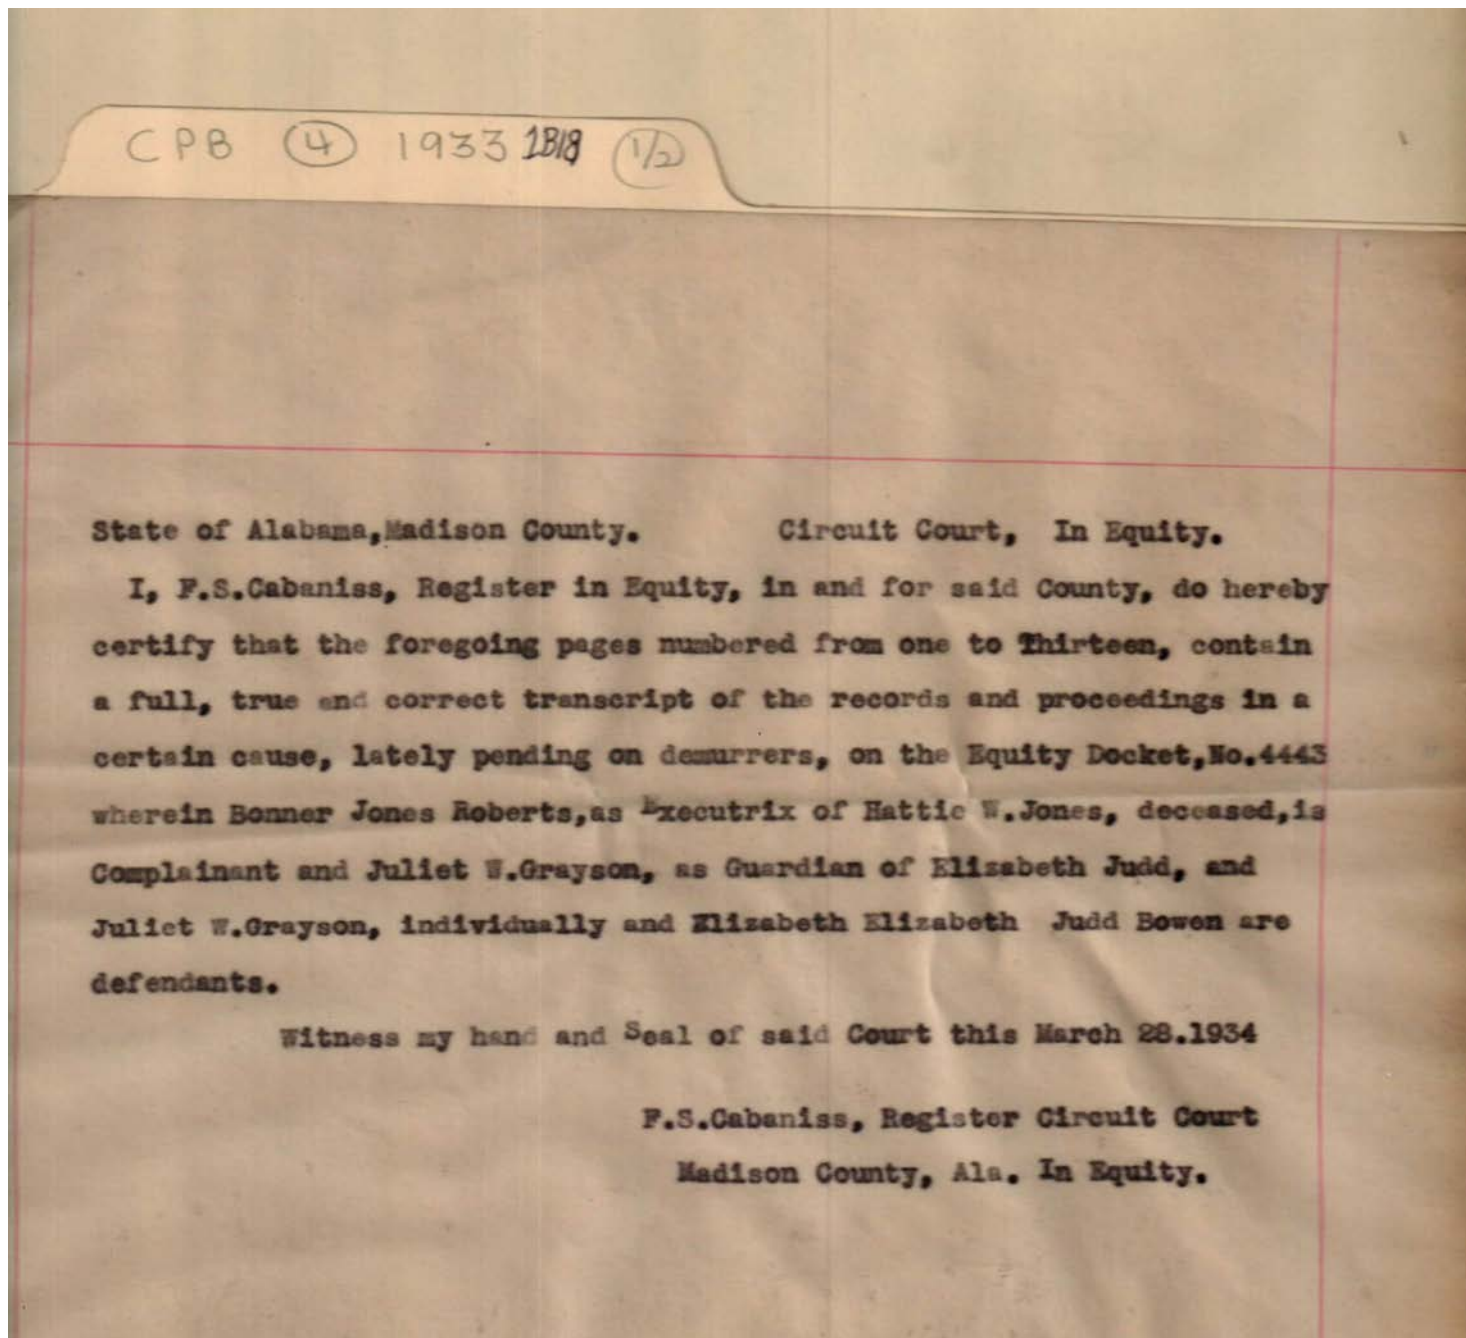 CPB 4 1933 2B18 1/2
State of Alabama,Madison County. Circuit Court, In Equity.
I, F.S.Cabaniss, Register in Equity, in and for said County, do hereby
certify that the foregoing pages numbered from one to Thirteen, contain
a full, true and correct transcript of the records and proceedings in a
certain cause, lately pending on demurrers, on the Equity Docket,No.4443
wherein Bonner Jones Roberts,as Executrix of Hattie W.Jones, deceased,is
Complainant and Juliet W.Grayson, as Guardian of Elizabeth Judd, and
Juliet W.Grayson, individually and Elizabeth Elizabeth Judd Bowen are
defendants.
Witness my hand and Seal of said Court this March 28.1934
F.S.Cabaniss, Register Circuit Court
Madison County, Ala. In Equity.